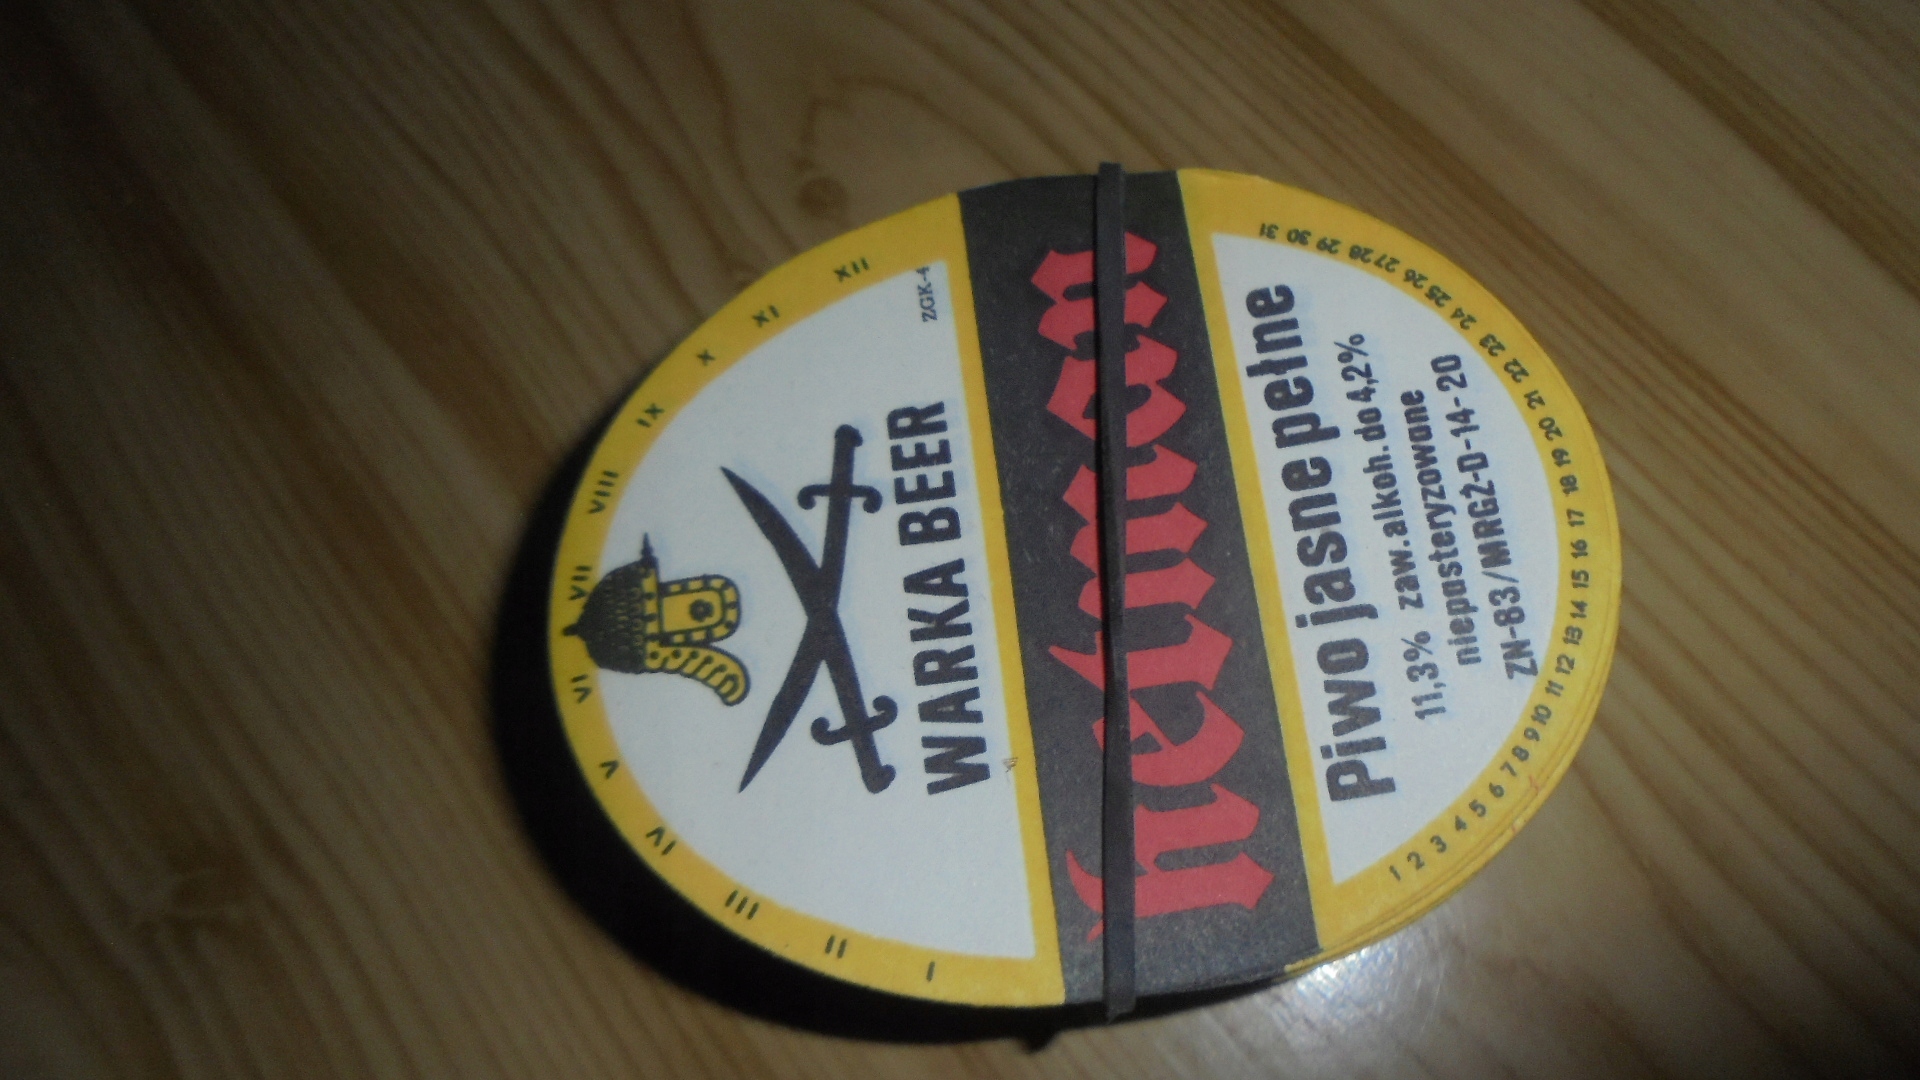 I II III IV V VI VII VIII IX X XI XII
ZGK-4
WARKA BEER
hetman
Piwo jasne pełne
11,3% zaw. alkoh. do 4,2%
niepasteryzowane
ZN-83/MRGŻ-D-14-20
1 2 3 4 5 6 7 8 9 10 11 12 13 14 15 16 17 18 19 20 21 22 23 24 25 26 27 28 29 30 31